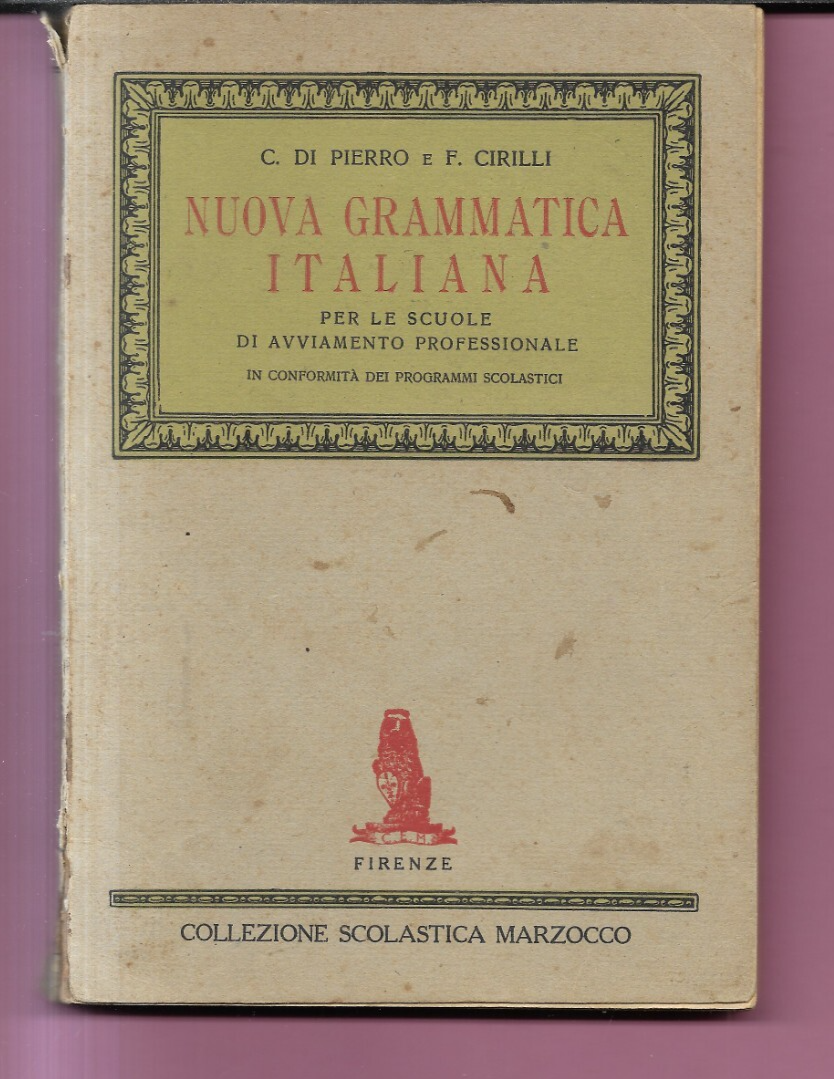 C. DI PIERRO E F. CIRILLI
NUOVA GRAMMATICA
ITALIANA
PER LE SCUOLE
DI AVVIAMENTO PROFESSIONALE
IN CONFORMITÀ DEI PROGRAMMI SCOLASTICI
FIRENZE
COLLEZIONE SCOLASTICA MARZOCCO